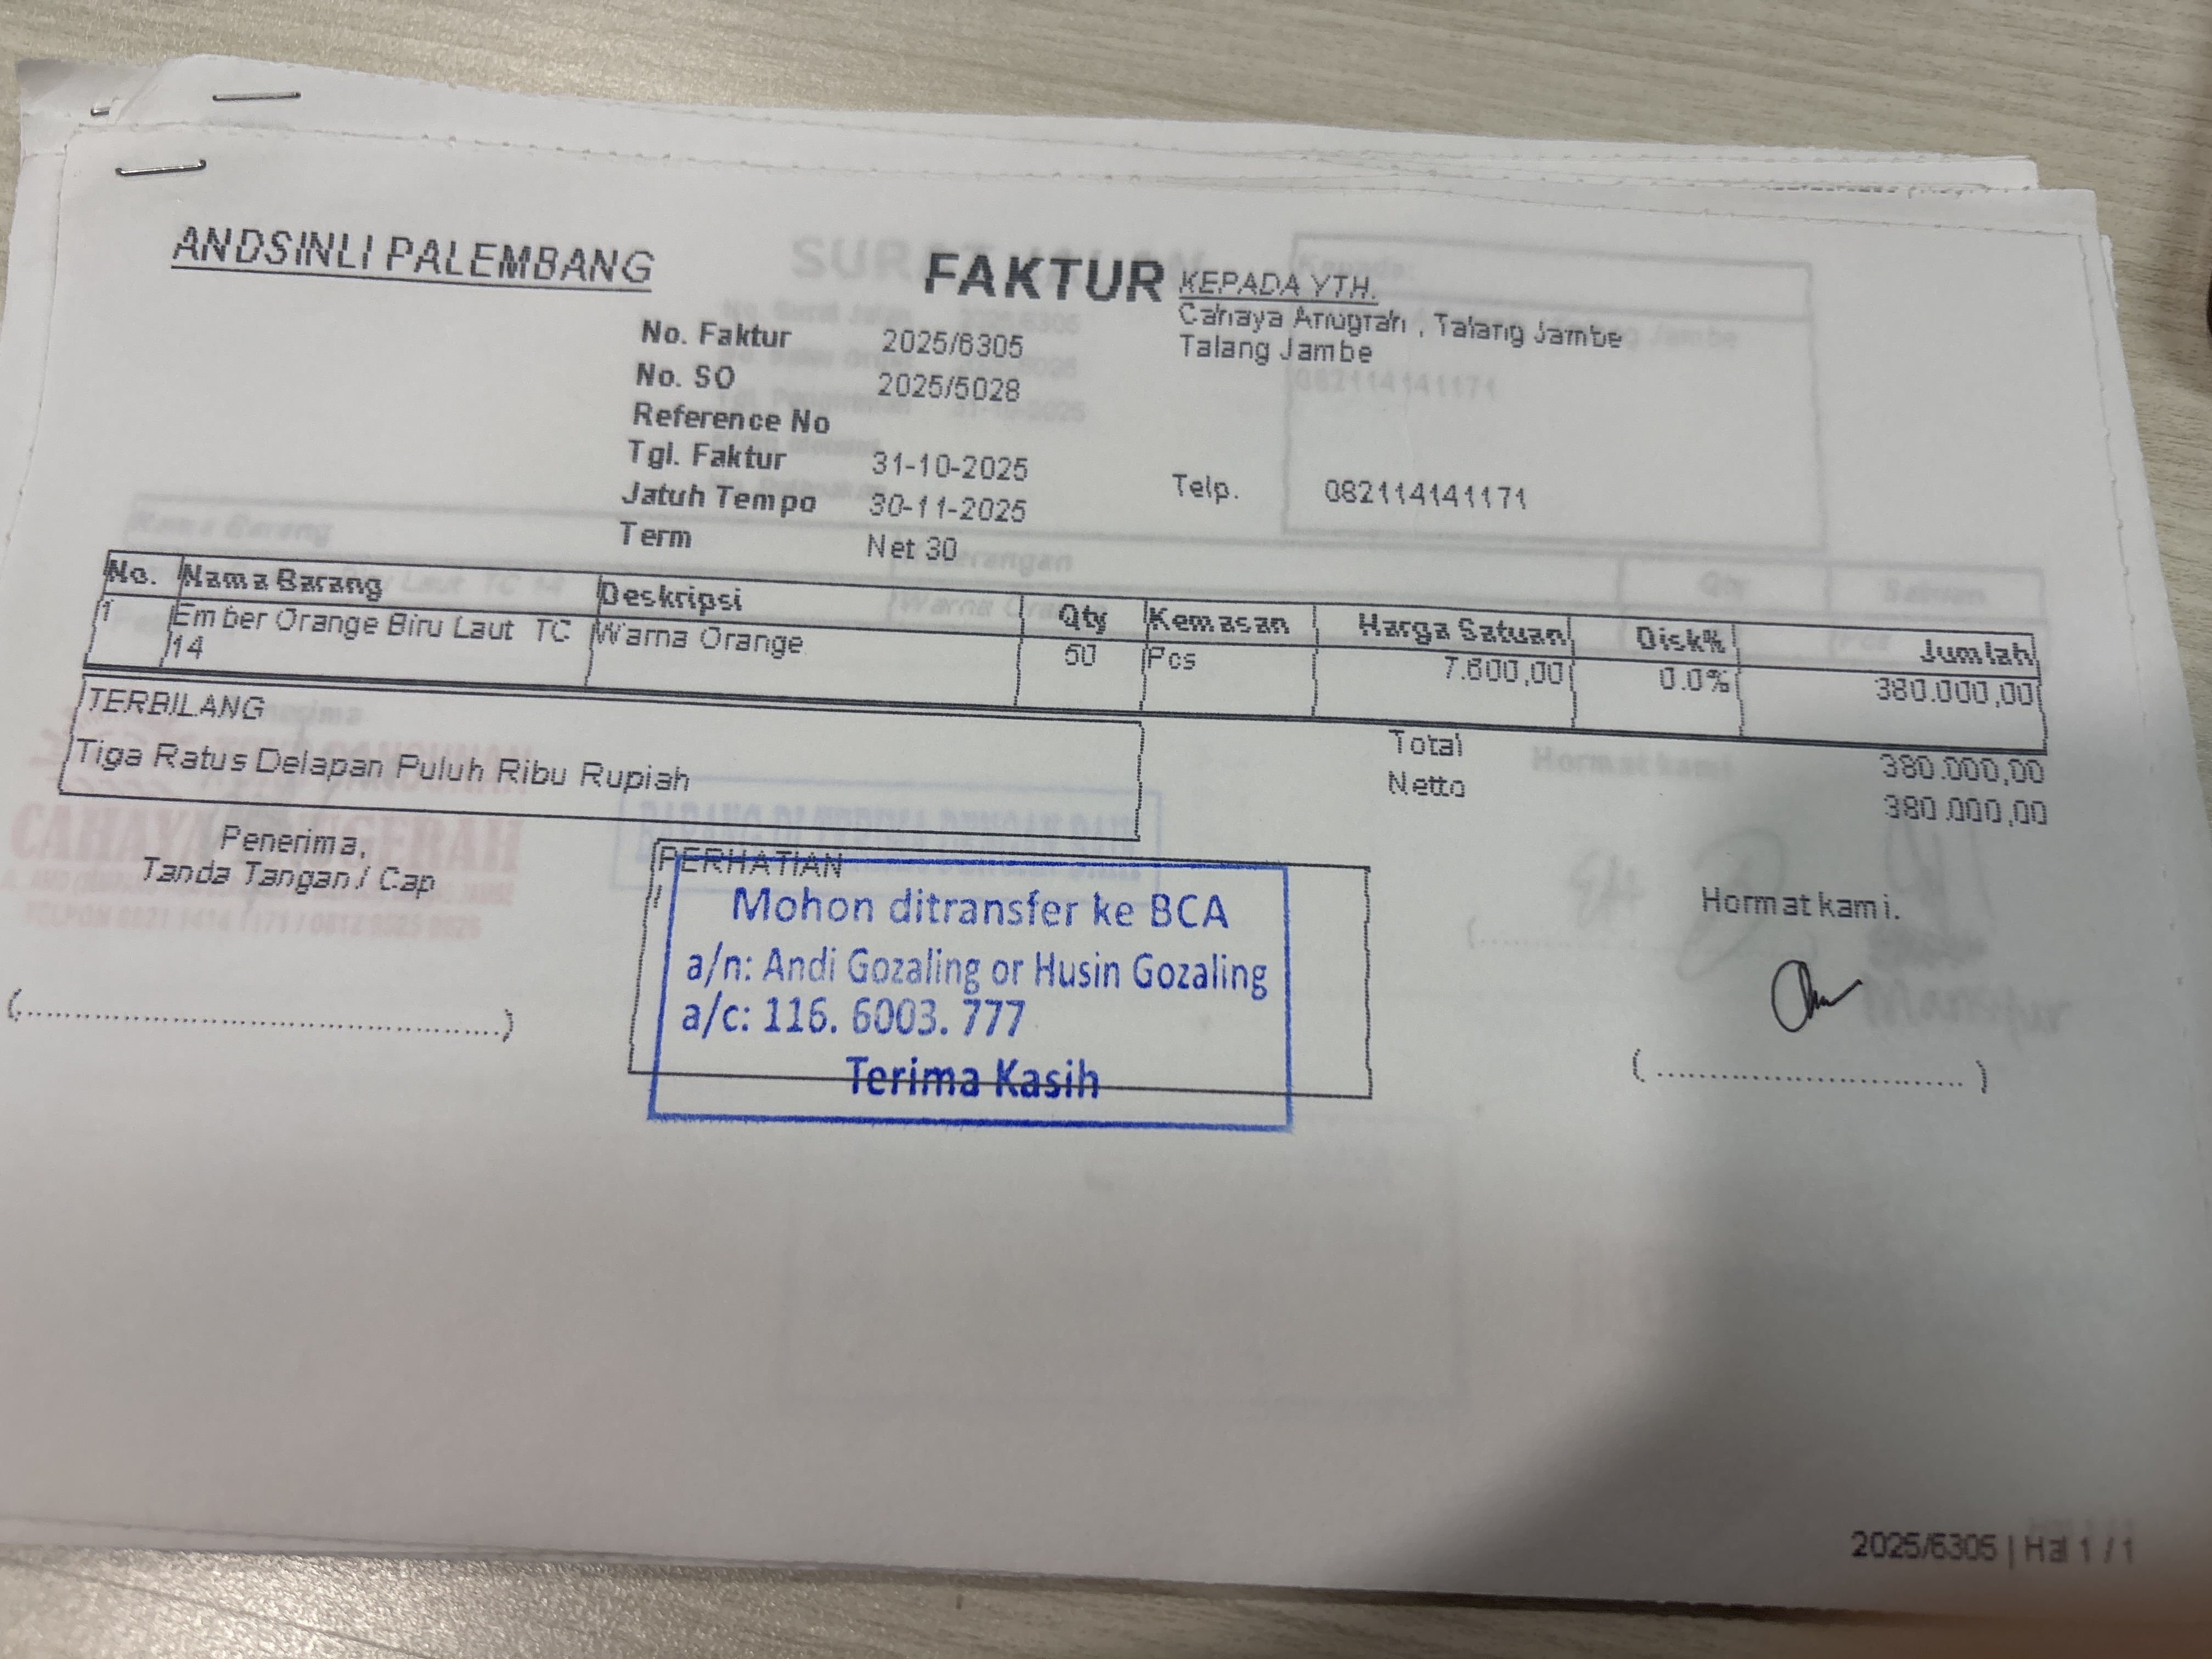 ANDSINLI PALEMBANG
FAKTUR
KEPADA YTH.
Cahaya Anugrah , Talang Jambe
Talang Jambe
No. Faktur 2025/6305
No. SO 2025/5028
Reference No
Tgl. Faktur 31-10-2025
Jatuh Tempo 30-11-2025
Term Net 30
Telp. 082114141171
No. Nama Barang Deskripsi Qty Kemasan Harga Satuan Disk% Jumlah
1 Ember Orange Biru Laut TC Warna Orange 50 Pcs 7.600,00 0.0% 380.000,00
14
TERBILANG
Tiga Ratus Delapan Puluh Ribu Rupiah
Total 380.000,00
Netto 380.000,00
Penerima,
Tanda Tangan / Cap
(................................................)
PERHATIAN
Mohon ditransfer ke BCA
a/n: Andi Gozaling or Husin Gozaling
a/c: 116. 6003. 777
Terima Kasih
Hormat kami.
(..............................)
2025/6305 | Hal 1 / 1